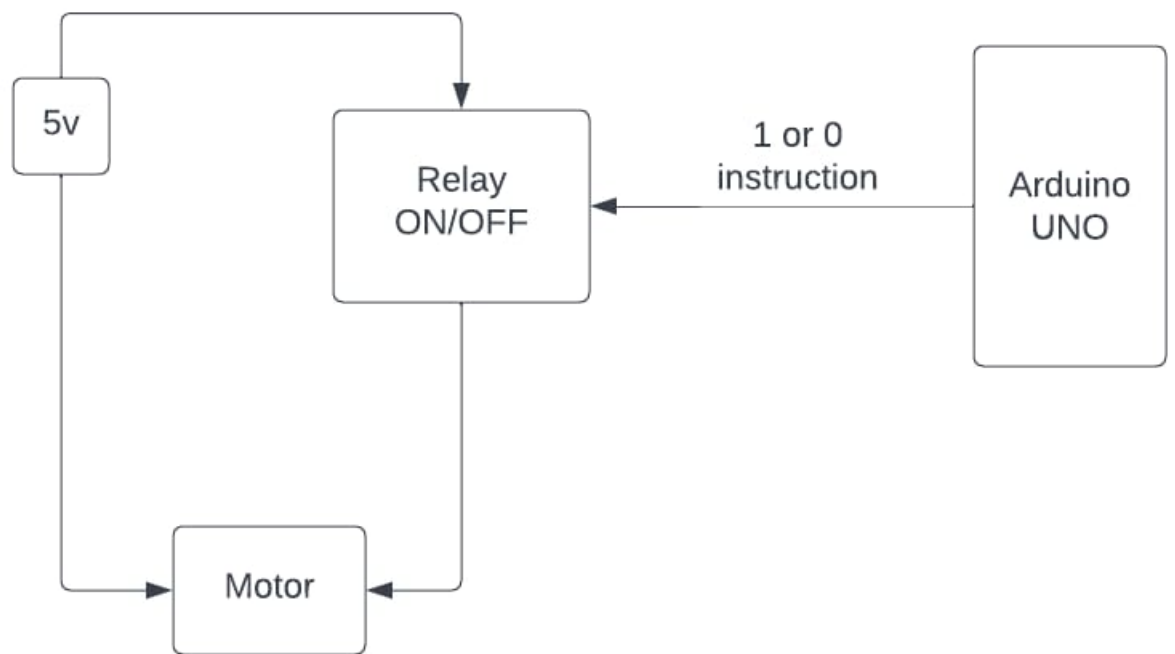 5v
Relay
ON/OFF
1 or 0
instruction
Arduino
UNO
Motor